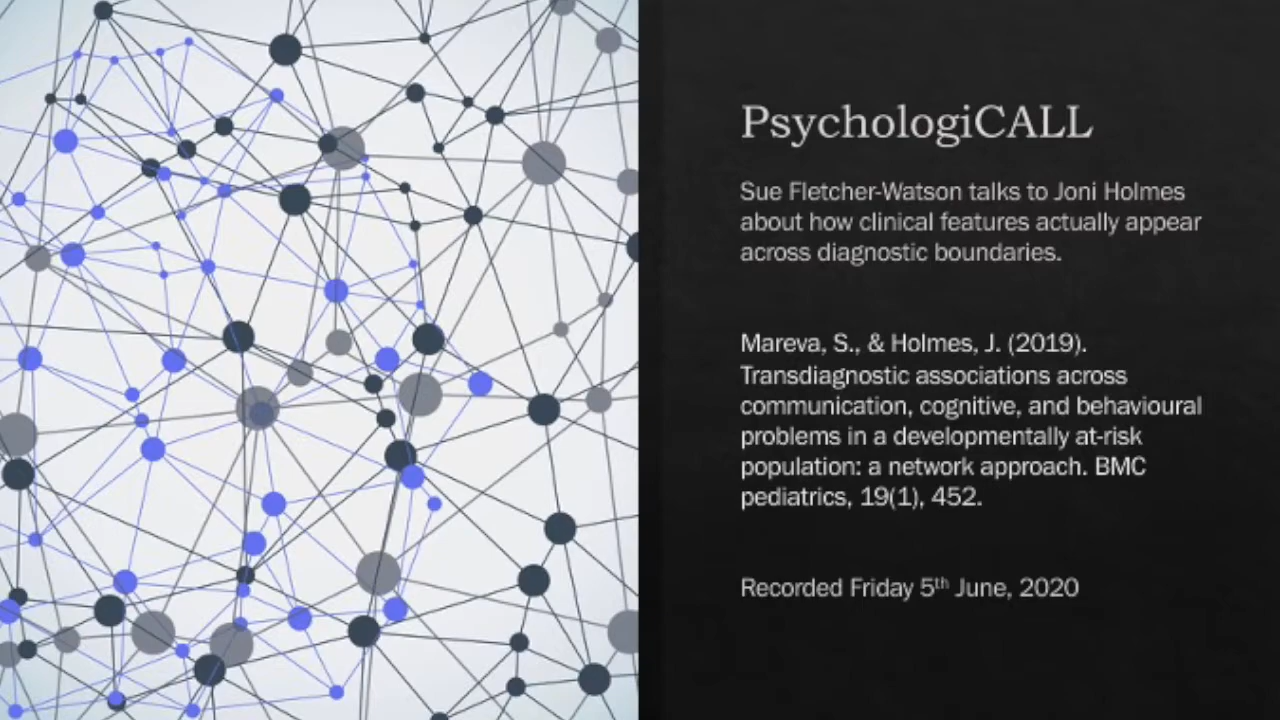 PsychologiCALL
Sue Fletcher-Watson talks to Joni Holmes
about how clinical features actually appear
across diagnostic boundaries.
Mareva, S., & Holmes, J. (2019).
Transdiagnostic associations across
communication, cognitive, and behavioural
problems in a developmentally at-risk
population: a network approach. BMC
pediatrics, 19(1), 452.
Recorded Friday 5th June, 2020